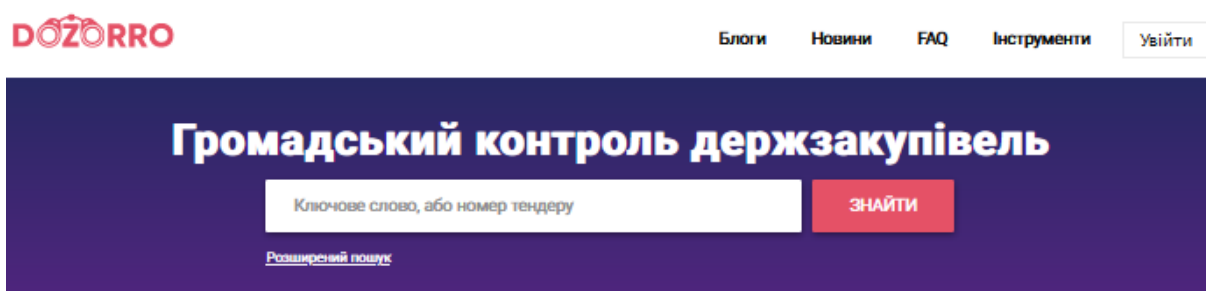 DOZORRO
Блоги Новини FAQ Інструменти Увійти
Громадський контроль держзакупівель
Ключове слово, або номер тендеру ЗНАЙТИ
Розширений пошук